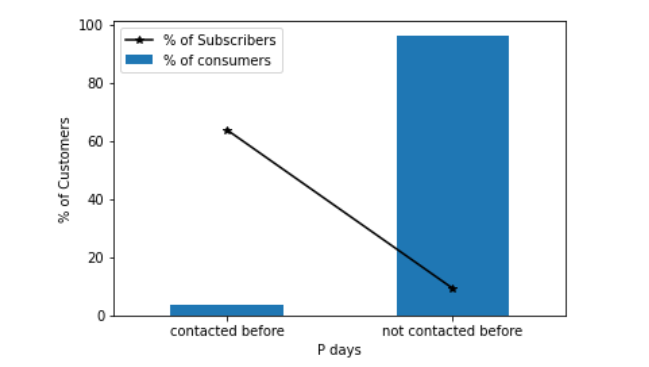 100
80
60
40
20
0
% of Customers
% of Subscribers
% of consumers
contacted before
not contacted before
P days